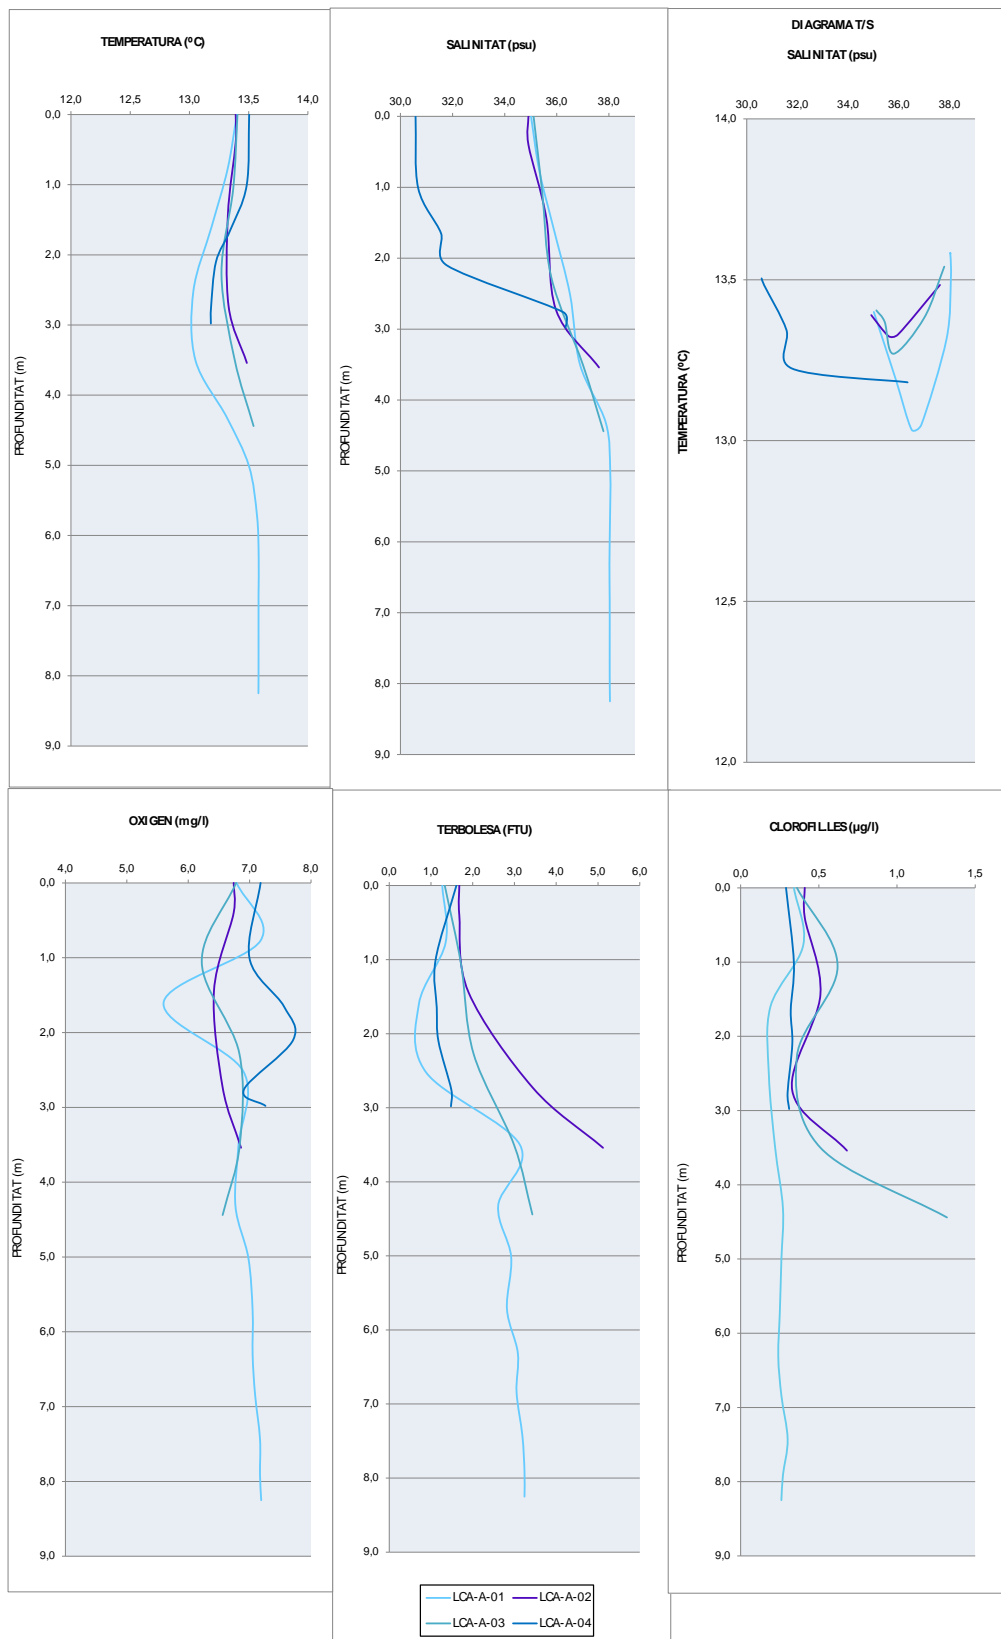 TEMPERATURA (ºC)
12,0 12,5 13,0 13,5 14,0
0,0
1,0
2,0
3,0
4,0
5,0
6,0
7,0
8,0
9,0
PROFUNDITAT (m)
SALINITAT (psu)
30,0 32,0 34,0 36,0 38,0
0,0
1,0
2,0
3,0
4,0
5,0
6,0
7,0
8,0
9,0
PROFUNDITAT (m)
DIAGRAMA T/S
SALINITAT (psu)
30,0 32,0 34,0 36,0 38,0
14,0
13,5
13,0
12,5
12,0
TEMPERATURA (ºC)
OXIGEN (mg/l)
4,0 5,0 6,0 7,0 8,0
0,0
1,0
2,0
3,0
4,0
5,0
6,0
7,0
8,0
9,0
PROFUNDITAT (m)
TERBOLESA (FTU)
0,0 1,0 2,0 3,0 4,0 5,0 6,0
0,0
1,0
2,0
3,0
4,0
5,0
6,0
7,0
8,0
9,0
PROFUNDITAT (m)
CLOROFIL.LES (µg/l)
0,0 0,5 1,0 1,5
0,0
1,0
2,0
3,0
4,0
5,0
6,0
7,0
8,0
9,0
PROFUNDITAT (m)
LCA-A-01 LCA-A-02
LCA-A-03 LCA-A-04